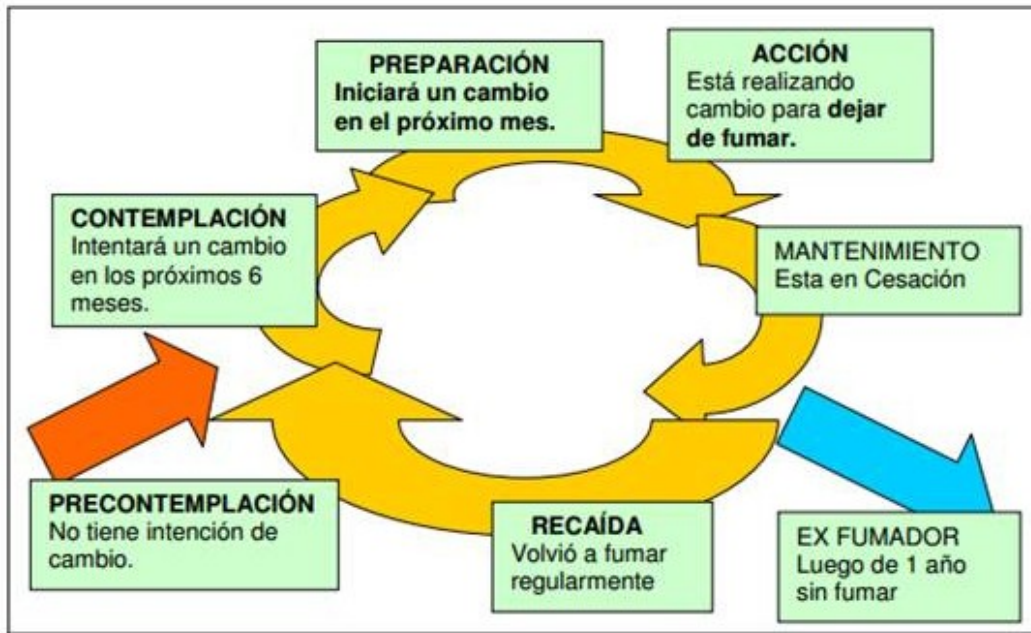 PREPARACIÓN
Iniciará un cambio
en el próximo mes.
ACCIÓN
Está realizando
cambio para dejar
de fumar.
CONTEMPLACIÓN
Intentará un cambio
en los próximos 6
meses.
MANTENIMIENTO
Esta en Cesación
PRECONTEMPLACIÓN
No tiene intención de
cambio.
RECAÍDA
Volvió a fumar
regularmente
EX FUMADOR
Luego de 1 año
sin fumar